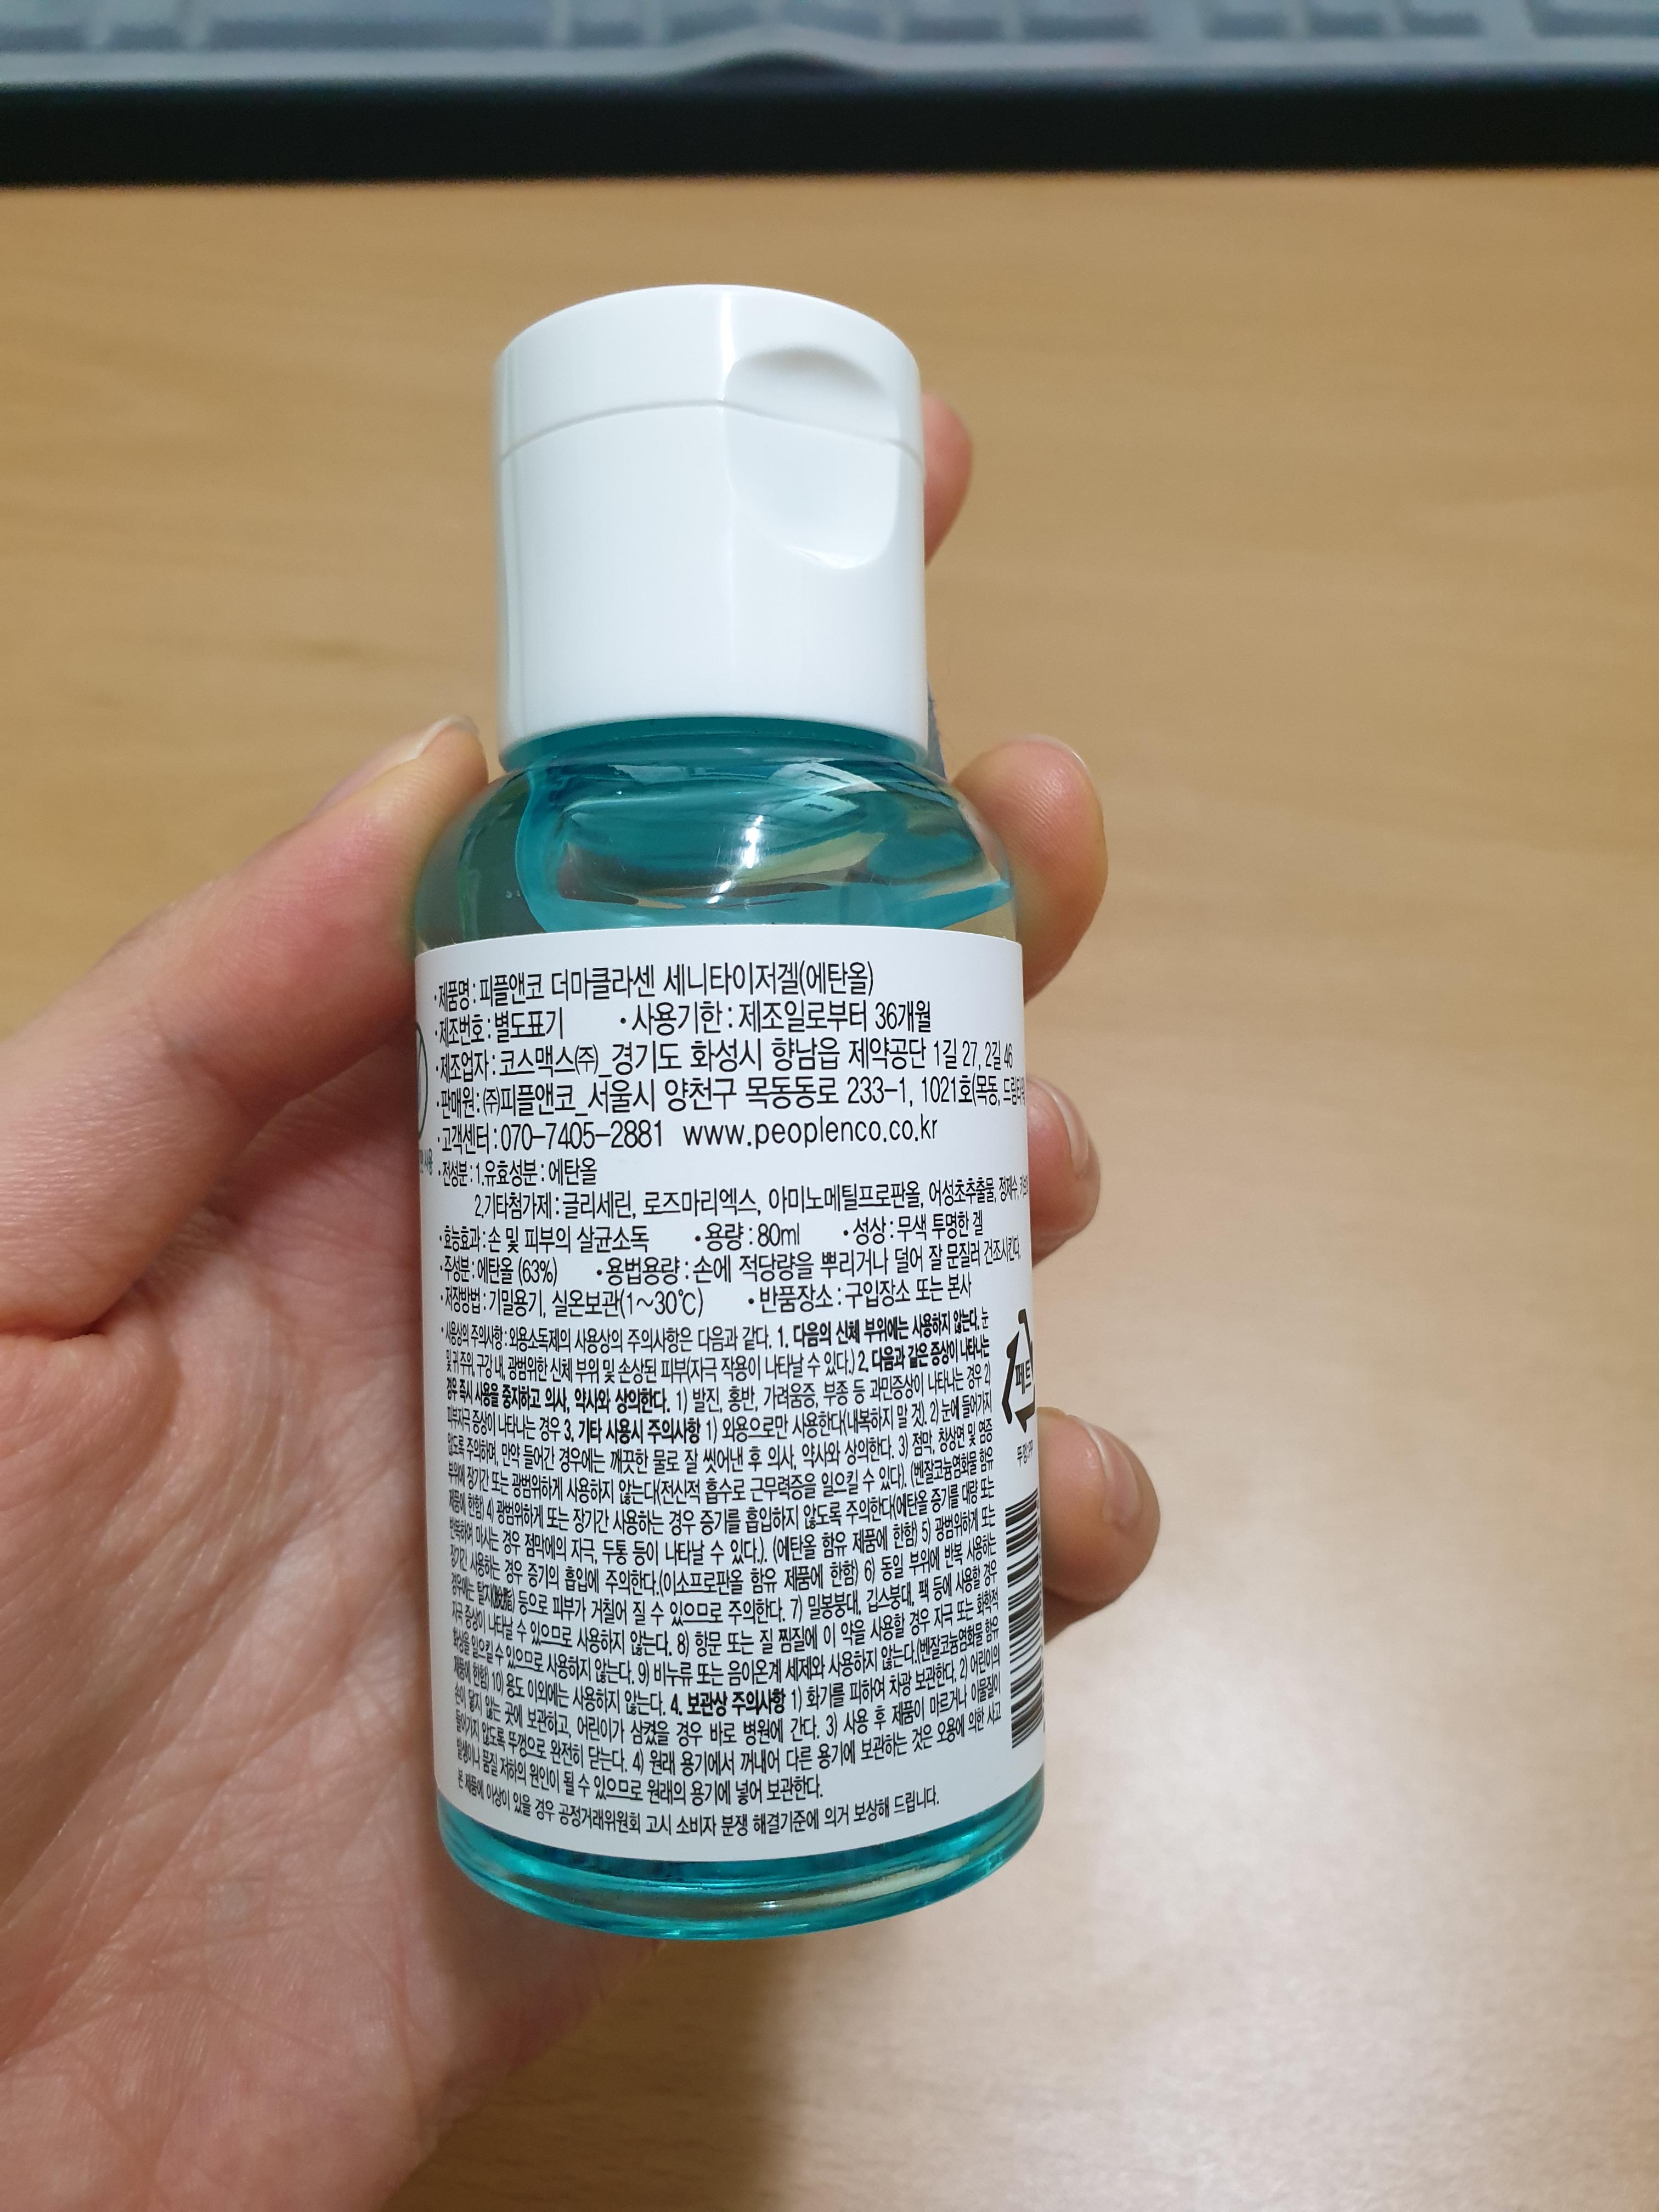 ·제품명 : 피플앤코 더마클라센 세니타이저겔(에탄올)
·제조번호 : 별도표기 ·사용기한 : 제조일로부터 36개월
·제조업자 : 코스맥스㈜_경기도 화성시 향남읍 제약공단 1길 27, 2길 46
·판매원 : ㈜피플앤코_서울시 양천구 목동동로 233-1, 1021호(목동,
·고객센터 : 070-7405-2881 www.peoplenco.co.kr
·전성분 : 1.유효성분 : 에탄올
2.기타첨가제 : 글리세린, 로즈마리엑스, 아미노메틸프로판올, 어성초추출물, 정제수,
·효능효과 : 손 및 피부의 살균소독 ·용량 : 80ml ·성상 : 무색 투명한 겔
·주성분 : 에탄올 (63%) ·용법용량 : 손에 적당량을 뿌리거나 덜어 잘 문질러 건조시킨다.
·저장방법 : 기밀용기, 실온보관(1~30℃) ·반품장소 : 구입장소 또는 본사
·사용상의 주의사항 : 외용소독제의 사용상의 주의사항은 다음과 같다. 1. 다음의 신체 부위에는 사용하지 않는다. 눈
및 귀 주위, 구강 내, 광범위한 신체 부위 및 손상된 피부(자극 작용이 나타날 수 있다.) 2. 다음과 같은 증상이 나타나는
경우 즉시 사용을 중지하고 의사, 약사와 상의한다. 1) 발진, 홍반, 가려움증, 부종 등 과민증상이 나타나는 경우 2)
피부자극 증상이 나타나는 경우 3. 기타 사용시 주의사항 1) 외용으로만 사용한다(내복하지 말 것). 2) 눈에 들어가지
않도록 주의하며, 만약 들어간 경우에는 깨끗한 물로 잘 씻어낸 후 의사, 약사와 상의한다. 3) 점막, 창상면 및 염증
부위에 장기간 또는 광범위하게 사용하지 않는다(전신적 흡수로 근무력증을 일으킬 수 있다). (벤잘코늄염화물 함유
제품에 한함) 4) 광범위하게 또는 장기간 사용하는 경우 증기를 흡입하지 않도록 주의한다(에탄올 증기를 대량 또는
반복하여 마시는 경우 점막에의 자극, 두통 등이 나타날 수 있다.). (에탄올 함유 제품에 한함) 5) 광범위하게 또는
장기간 사용하는 경우 증기의 흡입에 주의한다.(이소프로판올 함유 제품에 한함) 6) 동일 부위에 반복 사용하는
경우에는 탈지(脫脂) 등으로 피부가 거칠어 질 수 있으므로 주의한다. 7) 밀봉붕대, 깁스붕대, 팩 등에 사용할 경우
자극 증상이 나타날 수 있으므로 사용하지 않는다. 8) 항문 또는 질 찜질에 이 약을 사용할 경우 자극 또는 화학적
화상을 일으킬 수 있으므로 사용하지 않는다. 9) 비누류 또는 음이온계 세제와 사용하지 않는다.(벤잘코늄염화물 함유
제품에 한함) 10) 용도 이외에는 사용하지 않는다. 4. 보관상 주의사항 1) 화기를 피하여 차광 보관한다. 2) 어린이의
손이 닿지 않는 곳에 보관하고, 어린이가 삼켰을 경우 바로 병원에 간다. 3) 사용 후 제품이 마르거나 이물질이
들어가지 않도록 뚜껑으로 완전히 닫는다. 4) 원래 용기에서 꺼내어 다른 용기에 보관하는 것은 오용에 의한 사고
발생이나 품질 저하의 원인이 될 수 있으므로 원래의 용기에 넣어 보관한다.
본 제품에 이상이 있을 경우 공정거래위원회 고시 소비자 분쟁 해결기준에 의거 보상해 드립니다.
페트